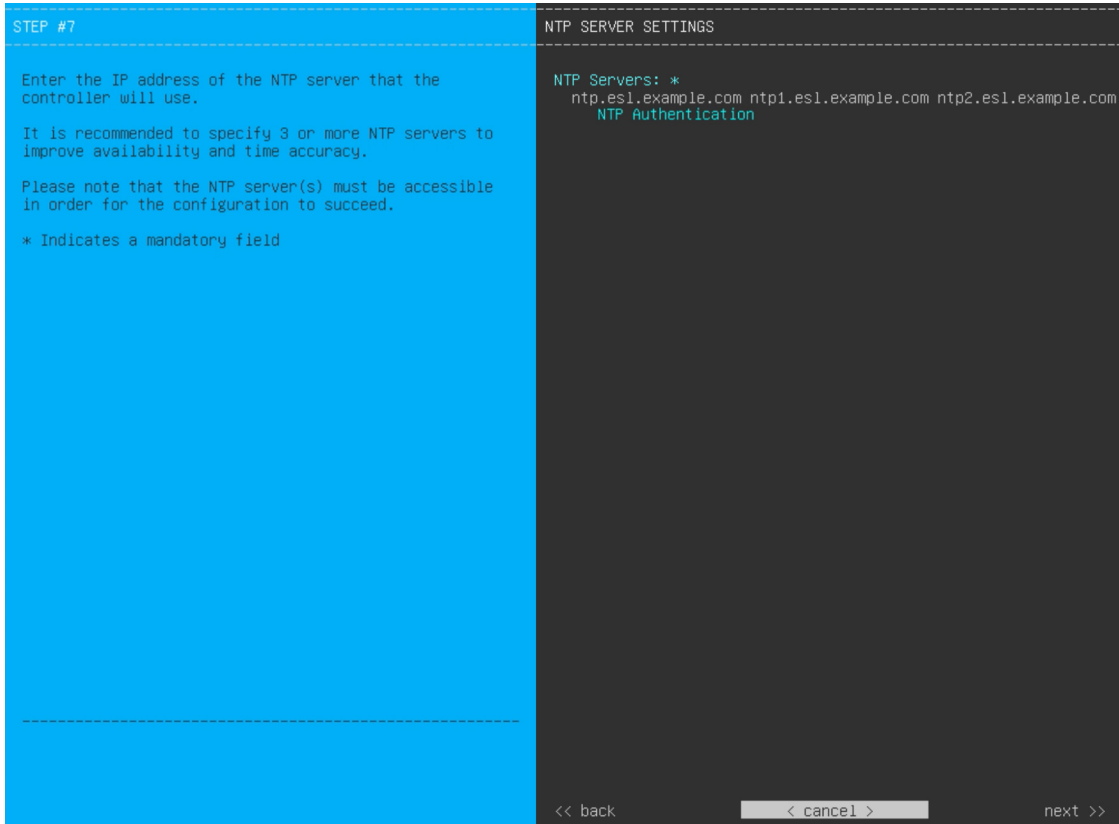 STEP #7
Enter the IP address of the NTP server that the
controller will use.
It is recommended to specify 3 or more NTP servers to
improve availability and time accuracy.
Please note that the NTP server(s) must be accessible
in order for the configuration to succeed.
* Indicates a mandatory field
NTP SERVER SETTINGS
NTP Servers: *
ntp.esl.example.com ntp1.esl.example.com ntp2.esl.example.com
NTP Authentication
<< back < cancel > next >>